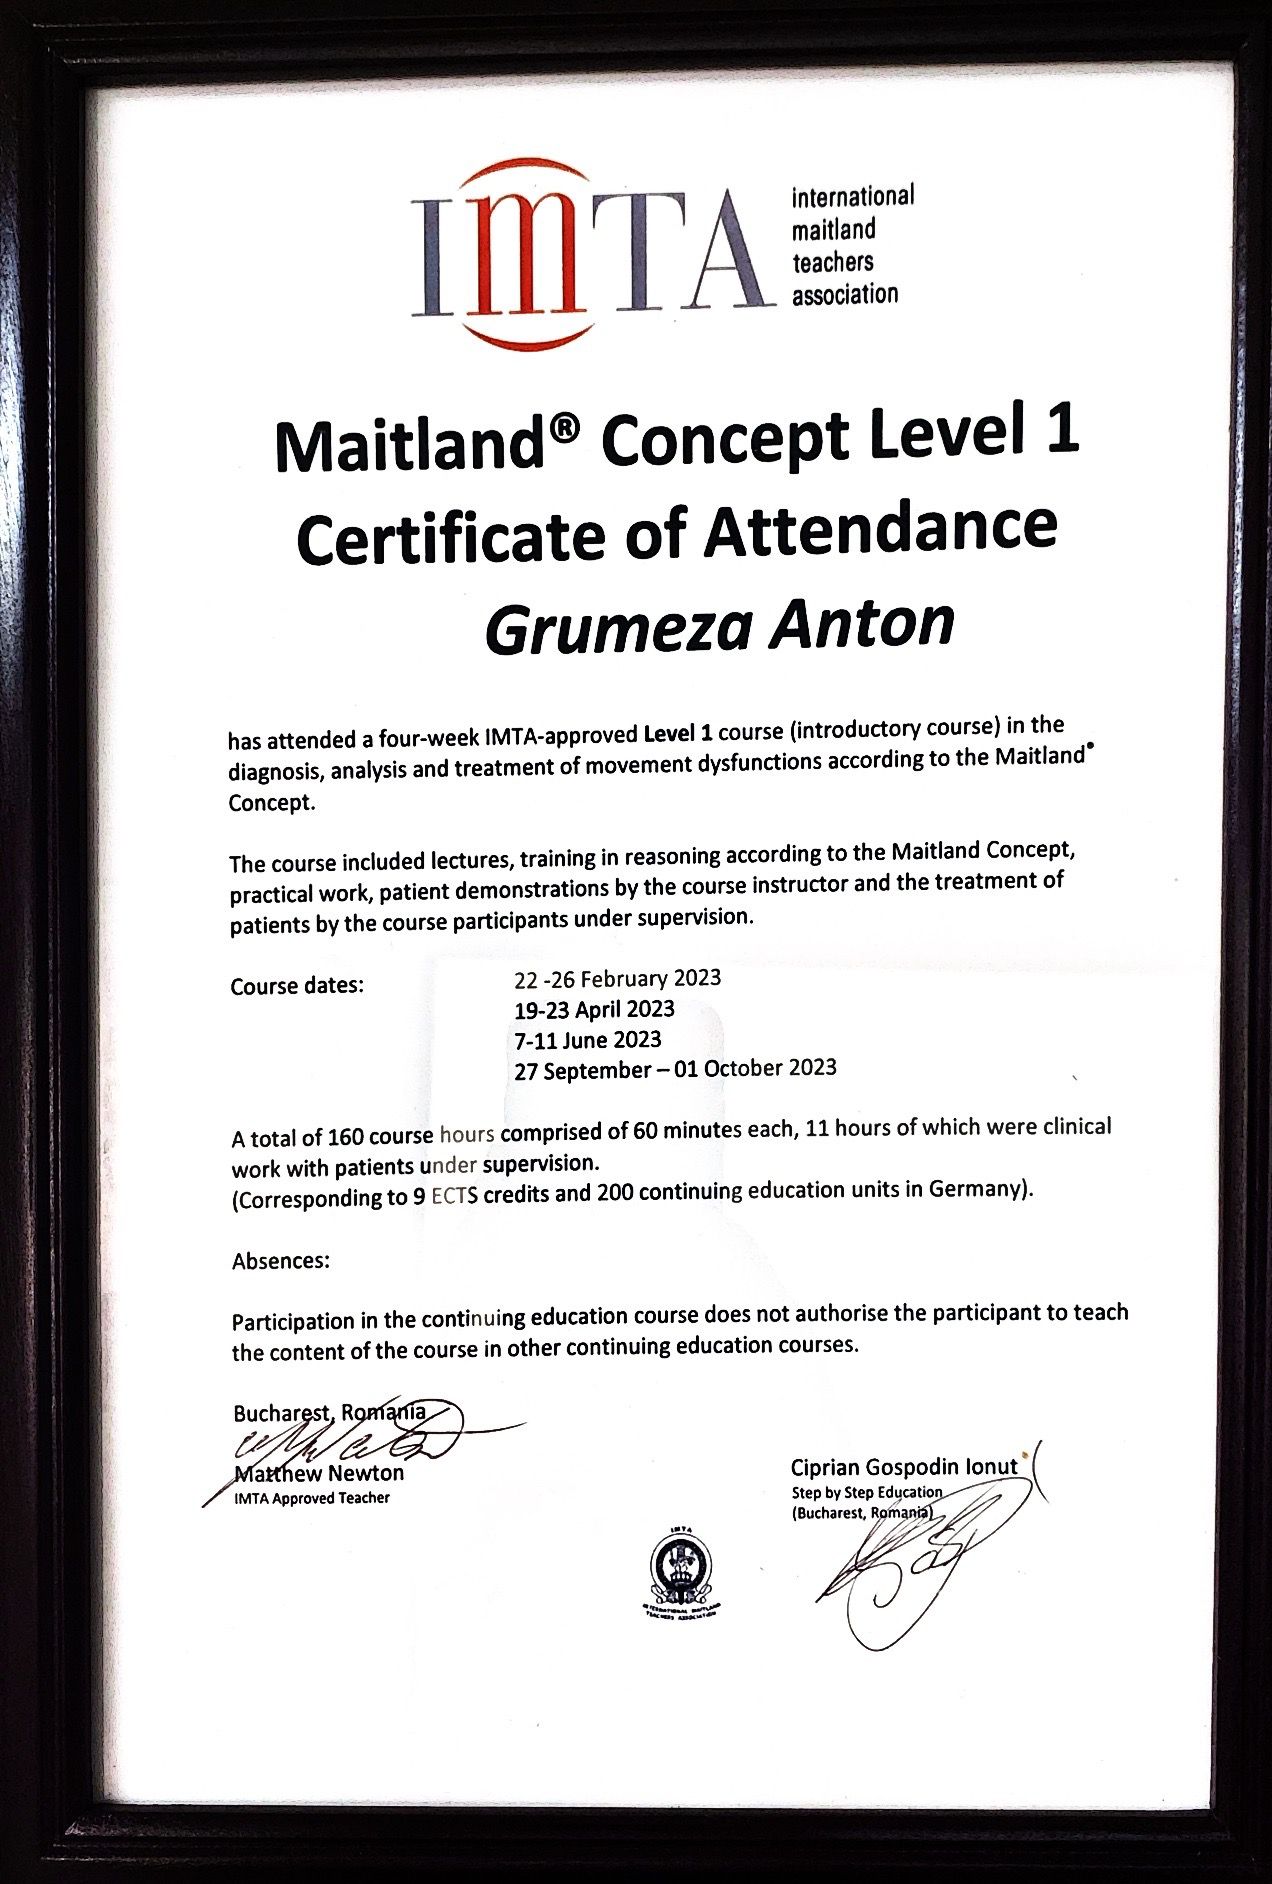 IMTA
international
maitland
teachers
association
Maitland® Concept Level 1
Certificate of Attendance
Grumeza Anton
has attended a four-week IMTA-approved Level 1 course (introductory course) in the
diagnosis, analysis and treatment of movement dysfunctions according to the Maitland®
Concept.
The course included lectures, training in reasoning according to the Maitland Concept,
practical work, patient demonstrations by the course instructor and the treatment of
patients by the course participants under supervision.
Course dates:
22 -26 February 2023
19-23 April 2023
7-11 June 2023
27 September – 01 October 2023
A total of 160 course hours comprised of 60 minutes each, 11 hours of which were clinical
work with patients under supervision.
(Corresponding to 9 ECTS credits and 200 continuing education units in Germany).
Absences:
Participation in the continuing education course does not authorise the participant to teach
the content of the course in other continuing education courses.
Bucharest, Romania
Matthew Newton
IMTA Approved Teacher
Ciprian Gospodin Ionut
Step by Step Education
(Bucharest, Romania)
IMTA
INTERNATIONAL MAITLAND
TEACHERS ASSOCIATION